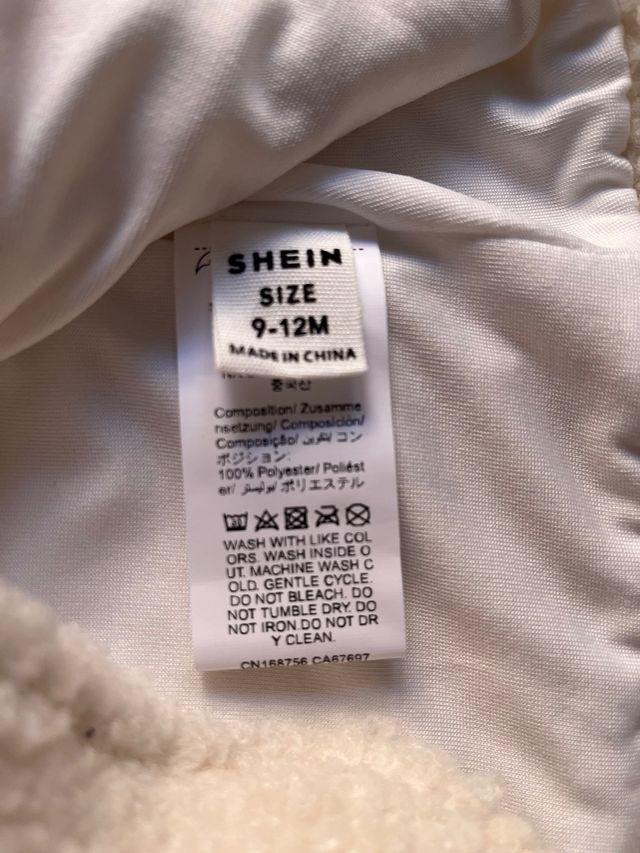 SHEIN
SIZE
9-12M
MADE IN CHINA
중국산
Composition/ Zusamme
nsetzung/ Composición/
Composição/ تكوين/ コン
ポジション:
100% Polyester/ Poliést
er/ بوليستر/ ポリエステル
WASH WITH LIKE COL
ORS. WASH INSIDE O
UT. MACHINE WASH C
OLD. GENTLE CYCLE.
DO NOT BLEACH. DO
NOT TUMBLE DRY. DO
NOT IRON.DO NOT DR
Y CLEAN.
CN168756 CA67697